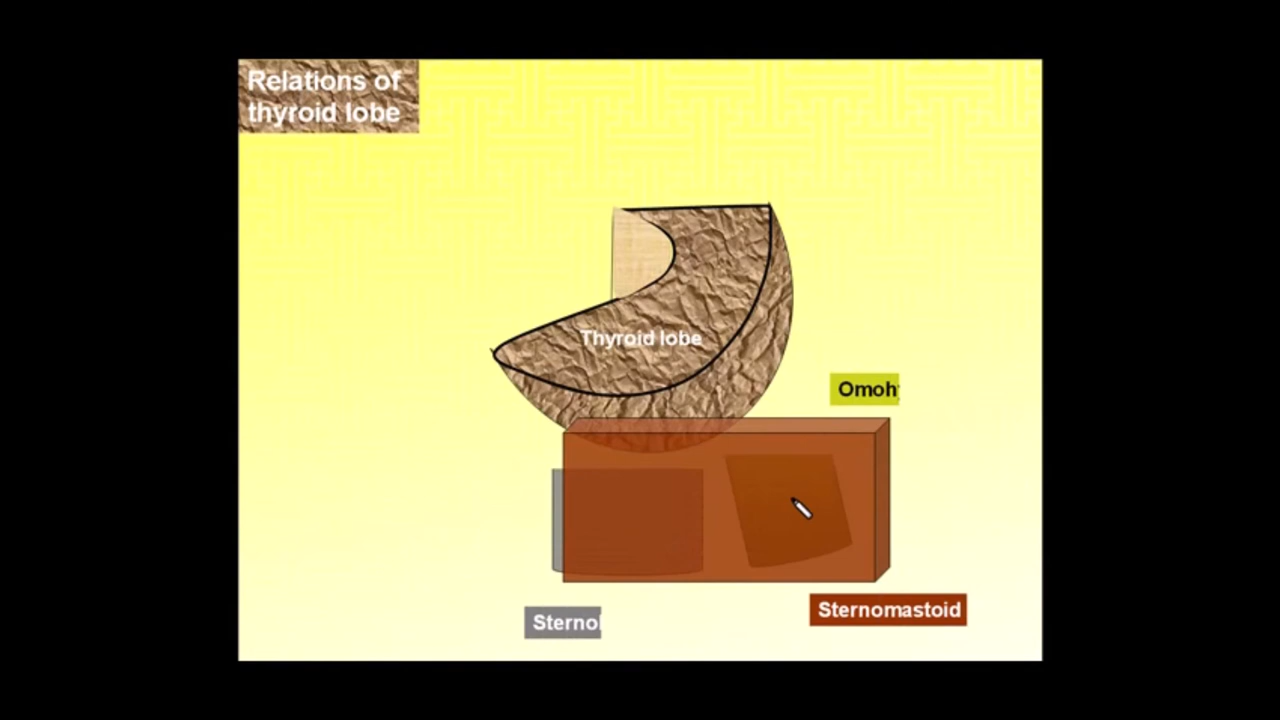 Relations of
thyroid lobe
Thyroid lobe
Omoh
Sternomastoid
Sterno